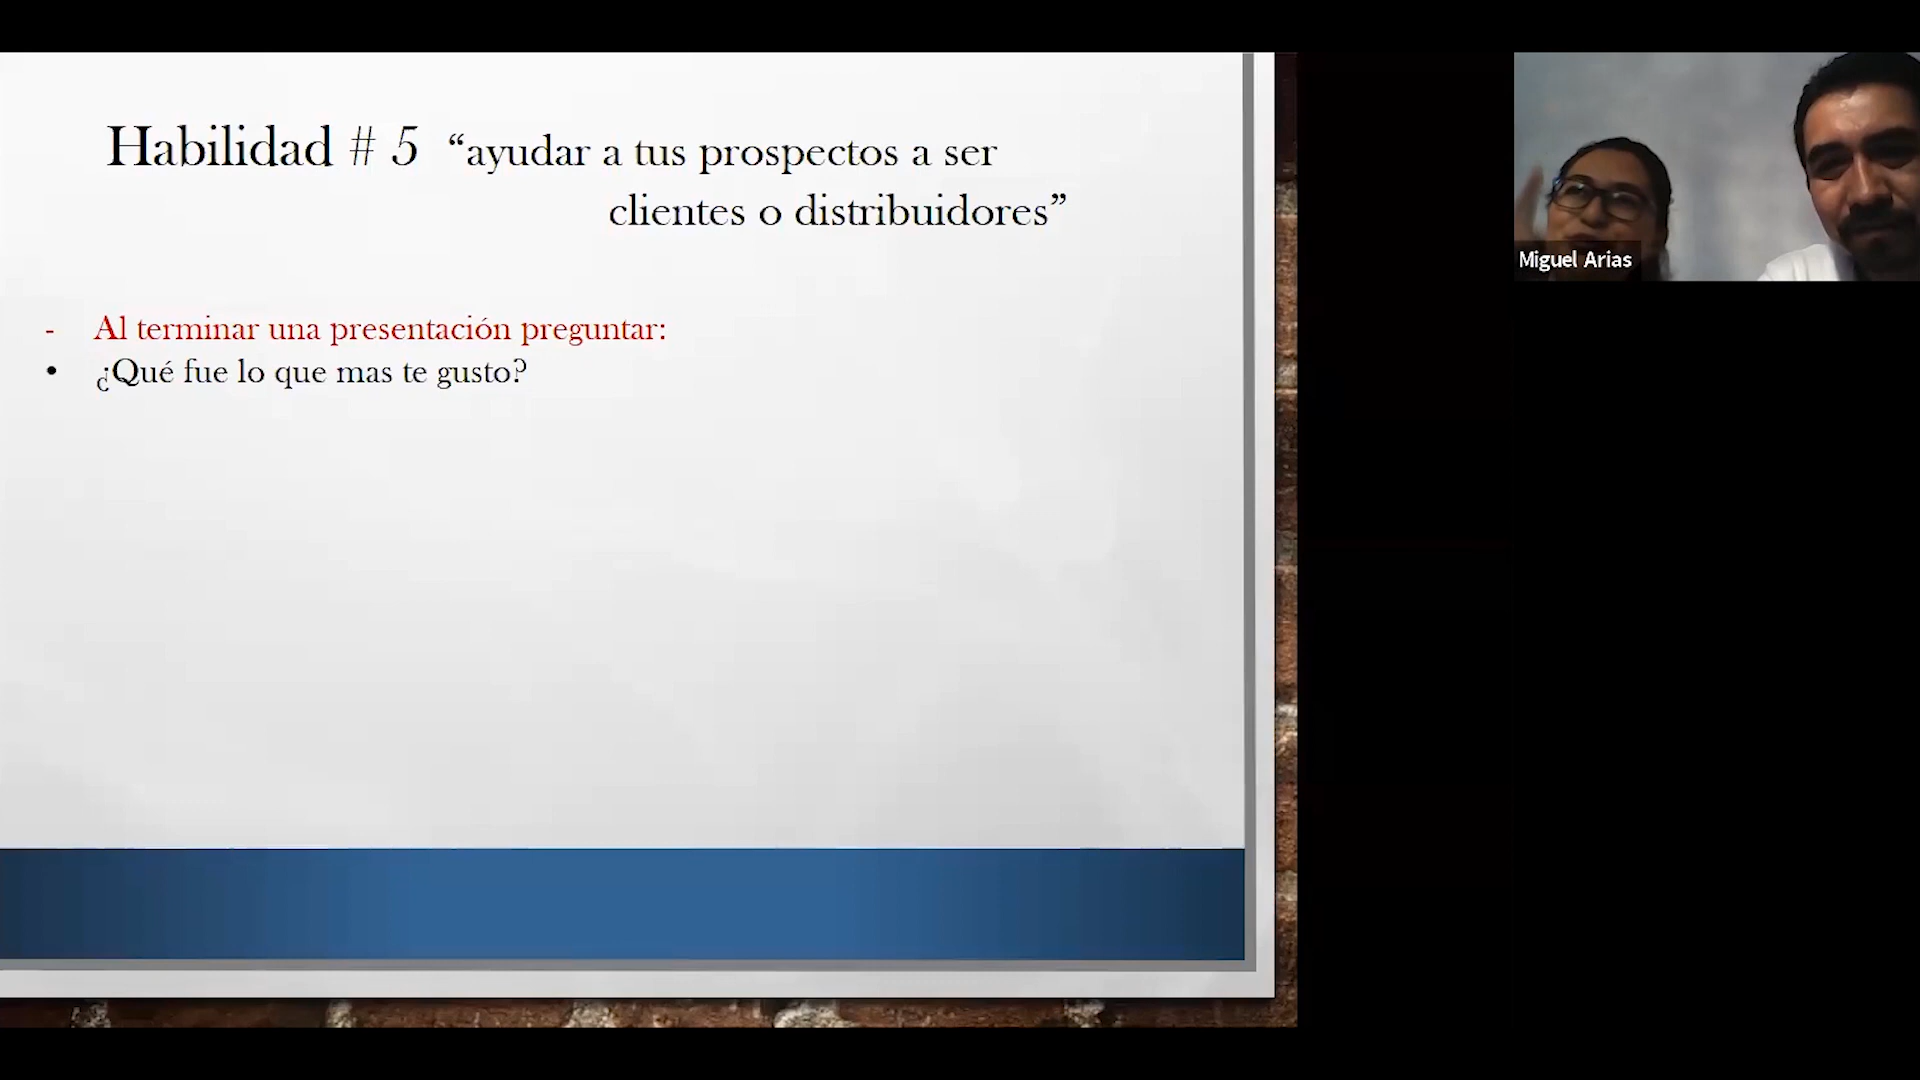 Habilidad # 5 “ayudar a tus prospectos a ser
clientes o distribuidores”
- Al terminar una presentación preguntar:
• ¿Qué fue lo que mas te gusto?
Miguel Arias